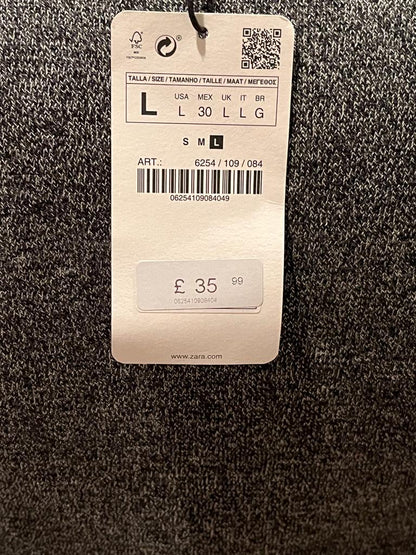 FSC
TALLA / SIZE / TAMANHO / TAILLE / MAAT / ΜΕΓΕΘΟΣ
L
USA MEX UK IT BR
L 30 L L G
S M L
ART.: 6254 / 109 / 084
06254109084049
£ 35 99
www.zara.com